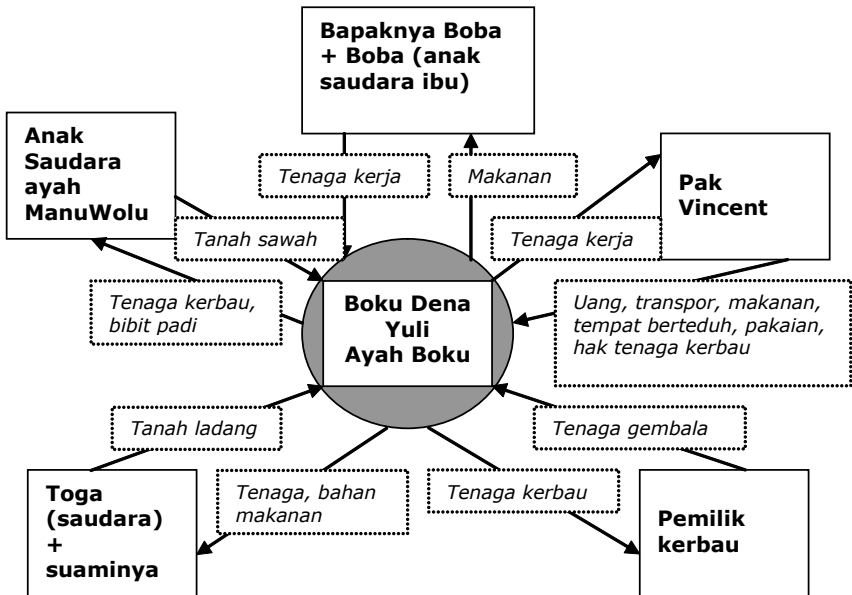 Bapaknya Boba
+ Boba (anak
saudara ibu)
Anak
Saudara
ayah
ManuWolu
Tenaga kerja
Makanan
Pak
Vincent
Tanah sawah
Tenaga kerja
Tenaga kerbau,
bibit padi
Boku Dena
Yuli
Ayah Boku
Uang, transpor, makanan,
tempat berteduh, pakaian,
hak tenaga kerbau
Tanah ladang
Tenaga gembala
Toga
(saudara)
+
suaminya
Tenaga, bahan
makanan
Tenaga kerbau
Pemilik
kerbau